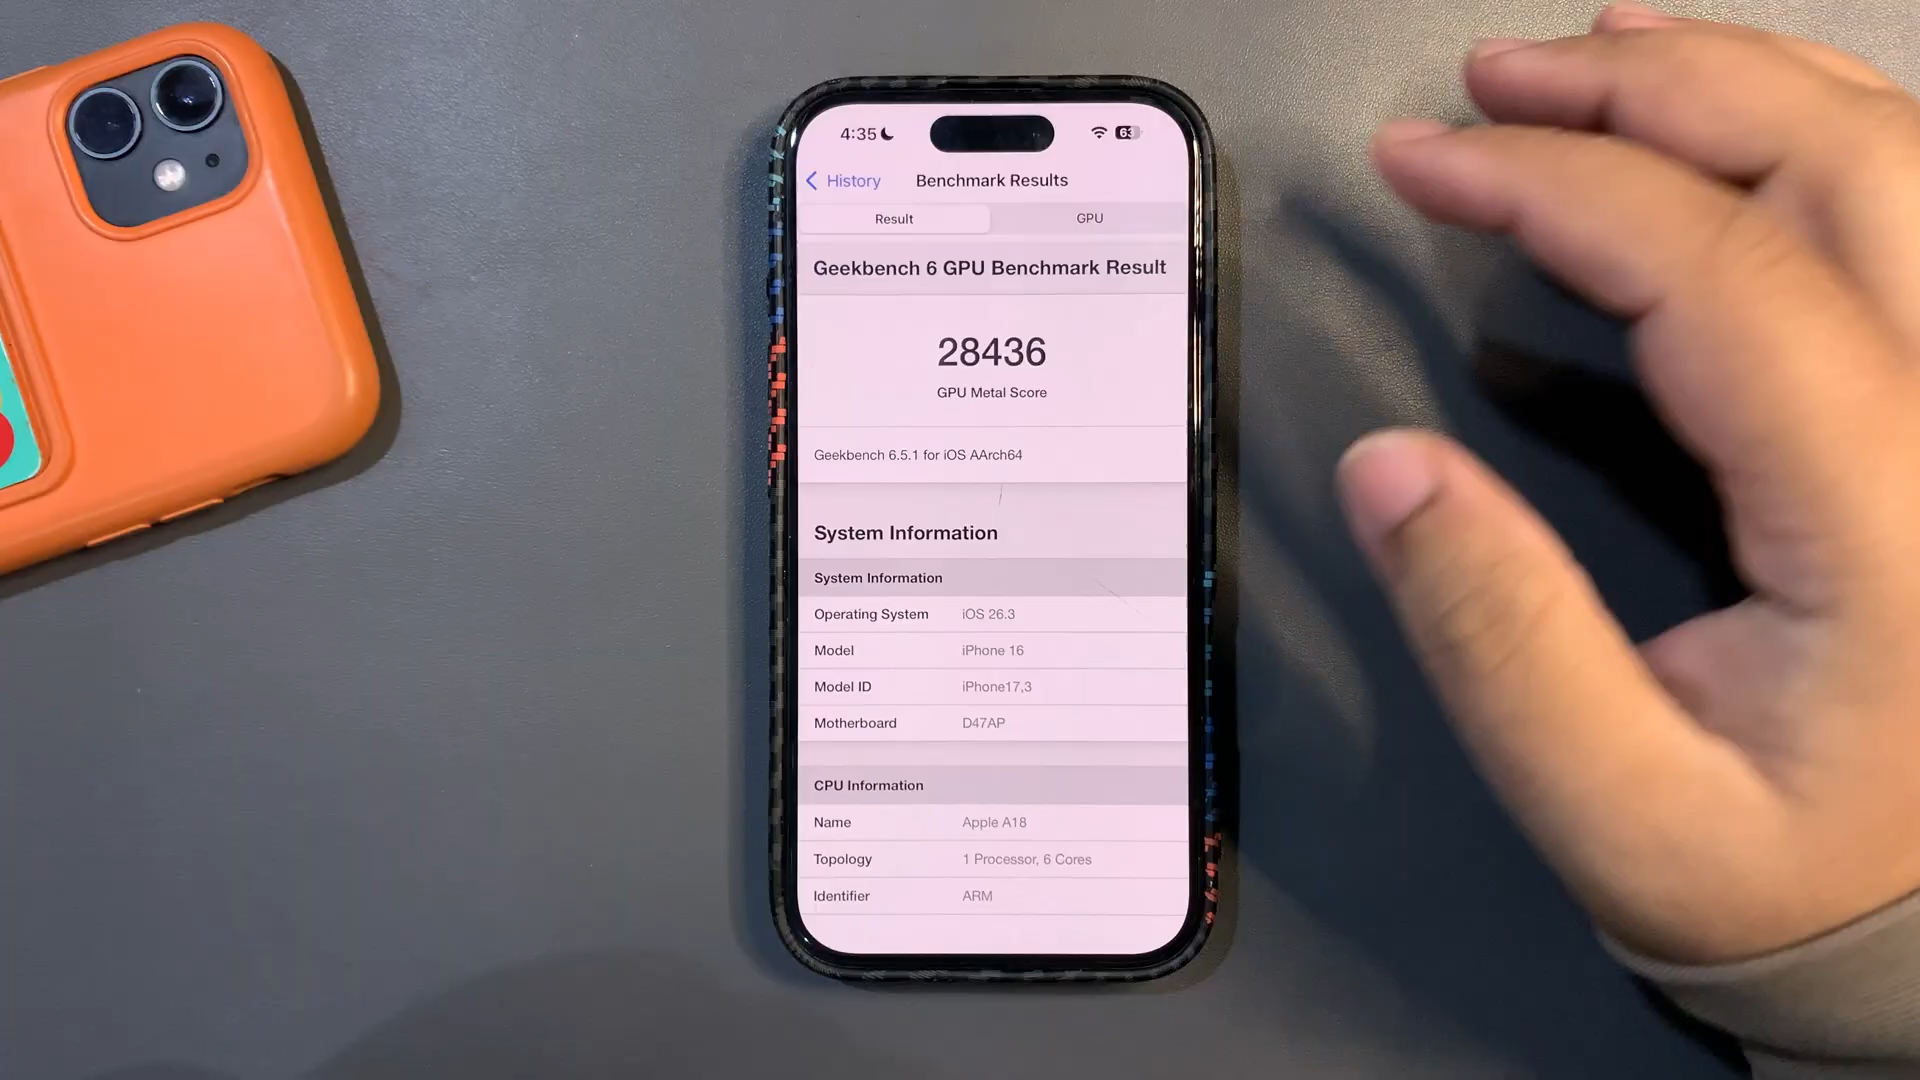 4:35
63
History
Benchmark Results
Result
GPU
Geekbench 6 GPU Benchmark Result
28436
GPU Metal Score
Geekbench 6.5.1 for iOS AArch64
System Information
System Information
Operating System iOS 26.3
Model iPhone 16
Model ID iPhone17,3
Motherboard D47AP
CPU Information
Name Apple A18
Topology 1 Processor, 6 Cores
Identifier ARM